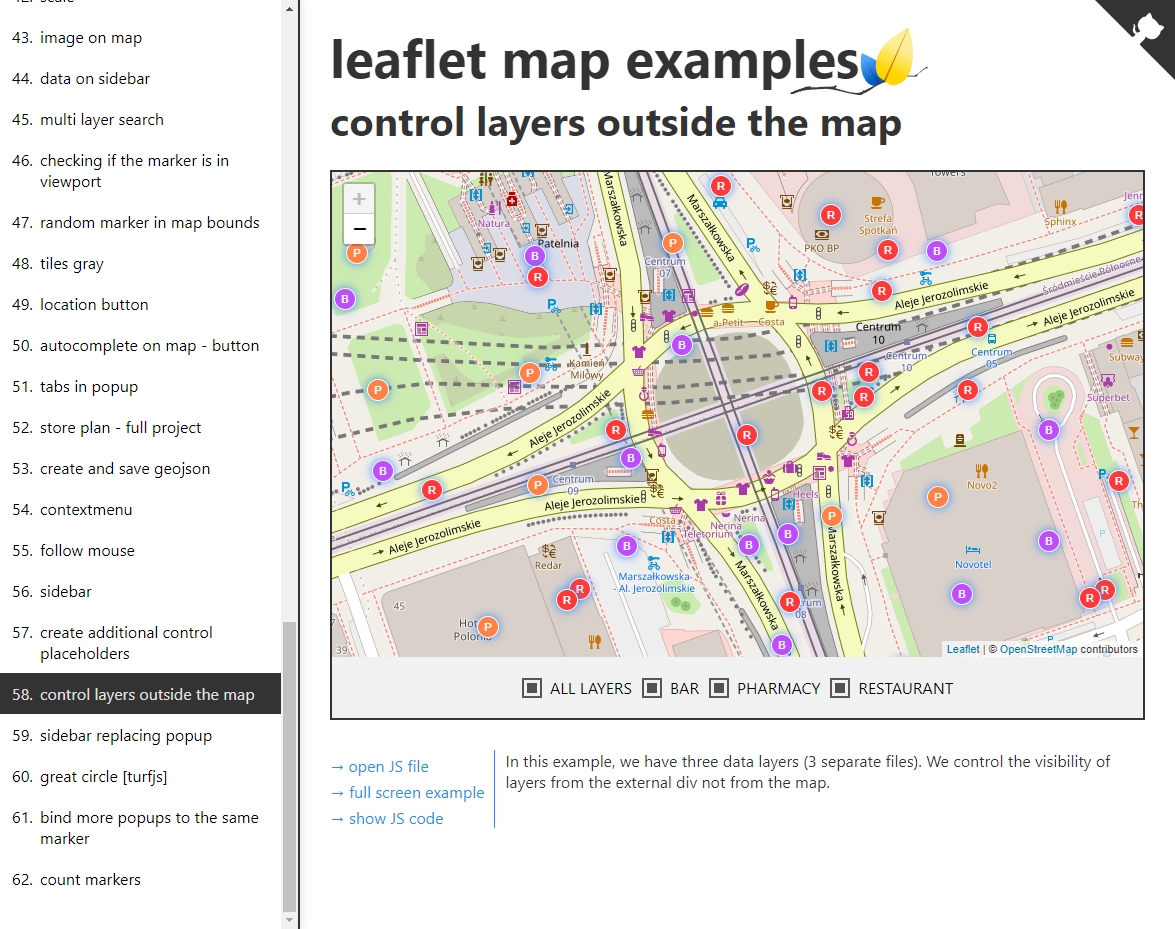 43. image on map
44. data on sidebar
45. multi layer search
46. checking if the marker is in
viewport
47. random marker in map bounds
48. tiles gray
49. location button
50. autocomplete on map - button
51. tabs in popup
52. store plan - full project
53. create and save geojson
54. contextmenu
55. follow mouse
56. sidebar
57. create additional control
placeholders
58. control layers outside the map
59. sidebar replacing popup
60. great circle [turfjs]
61. bind more popups to the same
marker
62. count markers
leaflet map examples
control layers outside the map
+
−
Marszałkowska
Marszałkowska
Towers
Natura
Patelnia
Strefa
Spotkań
PKO BP
Sphinx
Centrum
07
Śródmieście Północne
Aleje Jerozolimskie
Aleje Jerozolimskie
a-Petit
Costa
Centrum
10
Centrum
10
Centrum
05
Subway
Superbet
Kamień
Milowy
Aleje Jerozolimskie
Centrum
09
Aleje Jerozolimskie
Aleje Jerozolimskie
Heels
Nerina
Nerina
Teletorium
Costa
Novo2
Redar
Marszałkowska
- Al. Jerozolimskie
Marszałkowska
Marszałkowska
Novotel
45
39
08
Leaflet | © OpenStreetMap contributors
ALL LAYERS BAR PHARMACY RESTAURANT
→ open JS file
→ full screen example
→ show JS code
In this example, we have three data layers (3 separate files). We control the visibility of
layers from the external div not from the map.